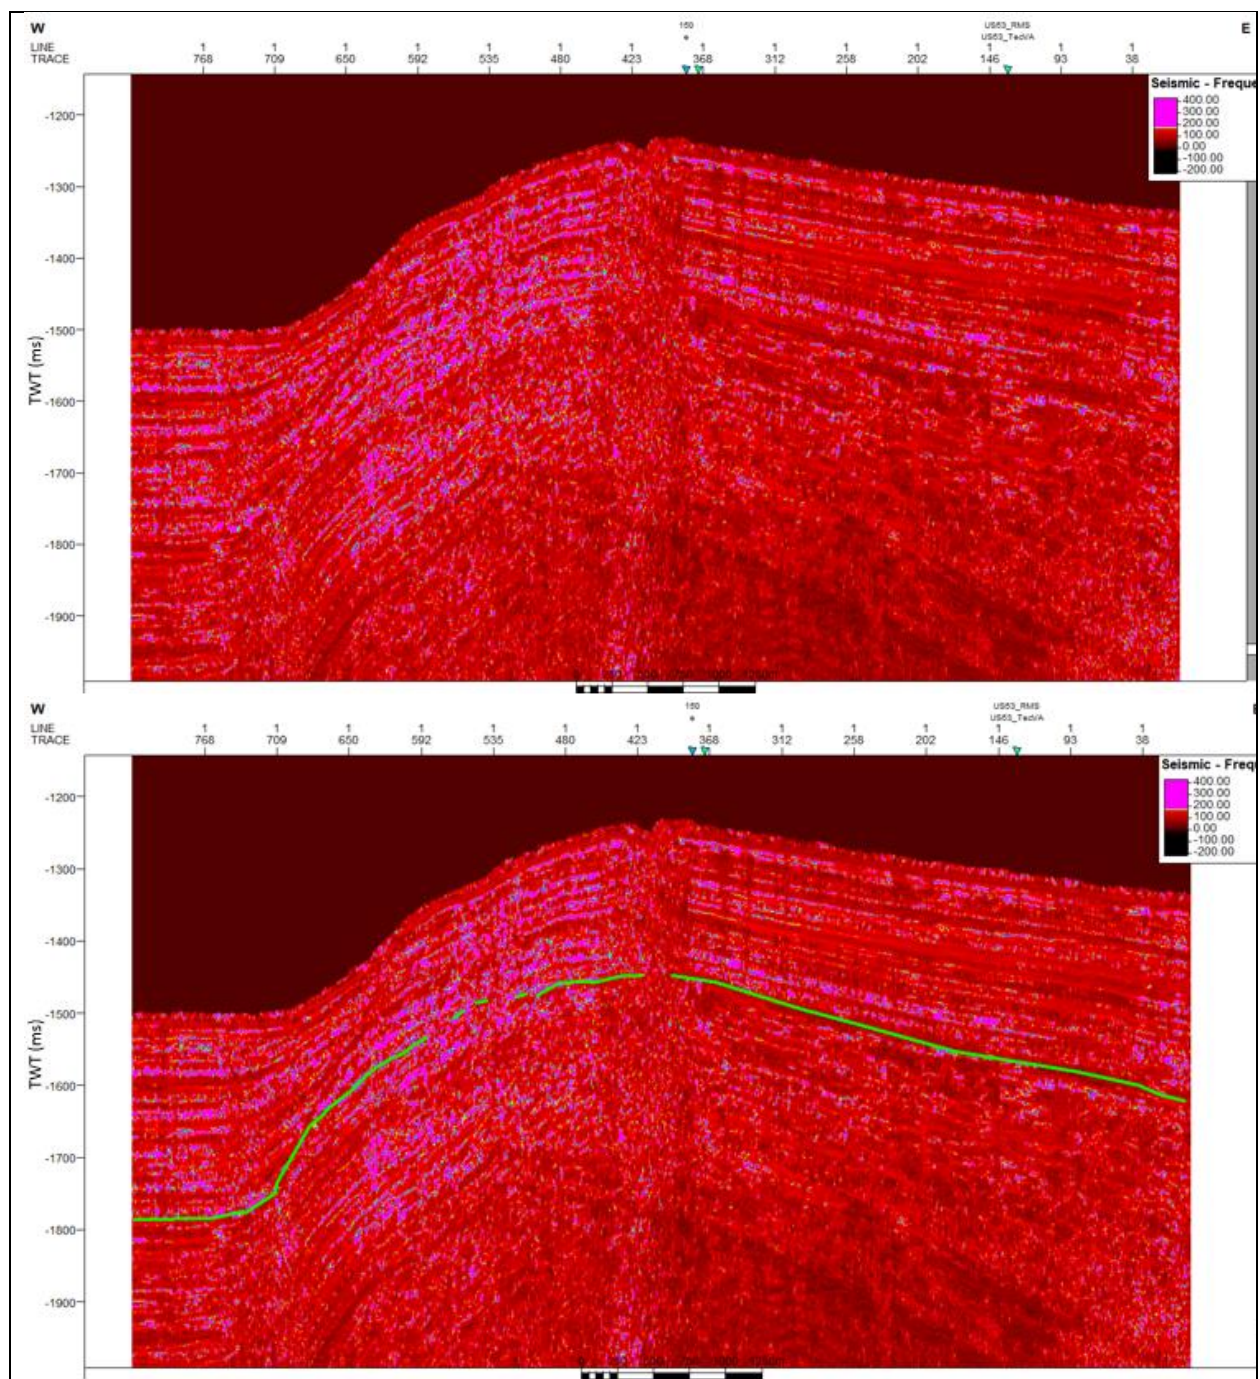 W 150 US53_RMS E
US53_TecVA
LINE 1 1 1 1 1 1 1 1 1 1 1 1 1 1
TRACE 768 709 650 592 535 480 423 368 312 258 202 146 93 38
Seismic - Freque
400.00
300.00
200.00
100.00
0.00
-100.00
-200.00
-1200
-1300
-1400
-1500
-1600
-1700
-1800
-1900
TWT (ms)
W 150 US53_RMS
US53_TecVA
LINE 1 1 1 1 1 1 1 1 1 1 1 1 1 1
TRACE 768 709 650 592 535 480 423 368 312 258 202 146 93 38
Seismic - Frequ
400.00
300.00
200.00
100.00
0.00
-100.00
-200.00
-1200
-1300
-1400
-1500
-1600
-1700
-1800
-1900
TWT (ms)